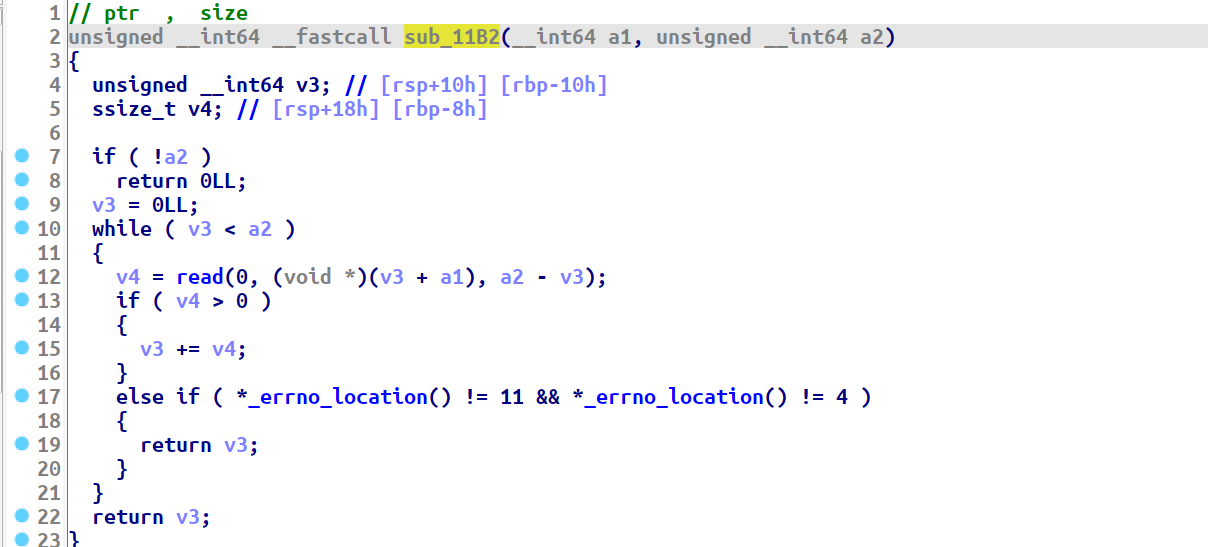 1 // ptr  ,  size
2 unsigned __int64 __fastcall sub_11B2(__int64 a1, unsigned __int64 a2)
3 {
4   unsigned __int64 v3; // [rsp+10h] [rbp-10h]
5   ssize_t v4; // [rsp+18h] [rbp-8h]
6
7   if ( !a2 )
8     return 0LL;
9   v3 = 0LL;
10   while ( v3 < a2 )
11   {
12     v4 = read(0, (void *)(v3 + a1), a2 - v3);
13     if ( v4 > 0 )
14     {
15       v3 += v4;
16     }
17     else if ( *_errno_location() != 11 && *_errno_location() != 4 )
18     {
19       return v3;
20     }
21   }
22   return v3;
23 }